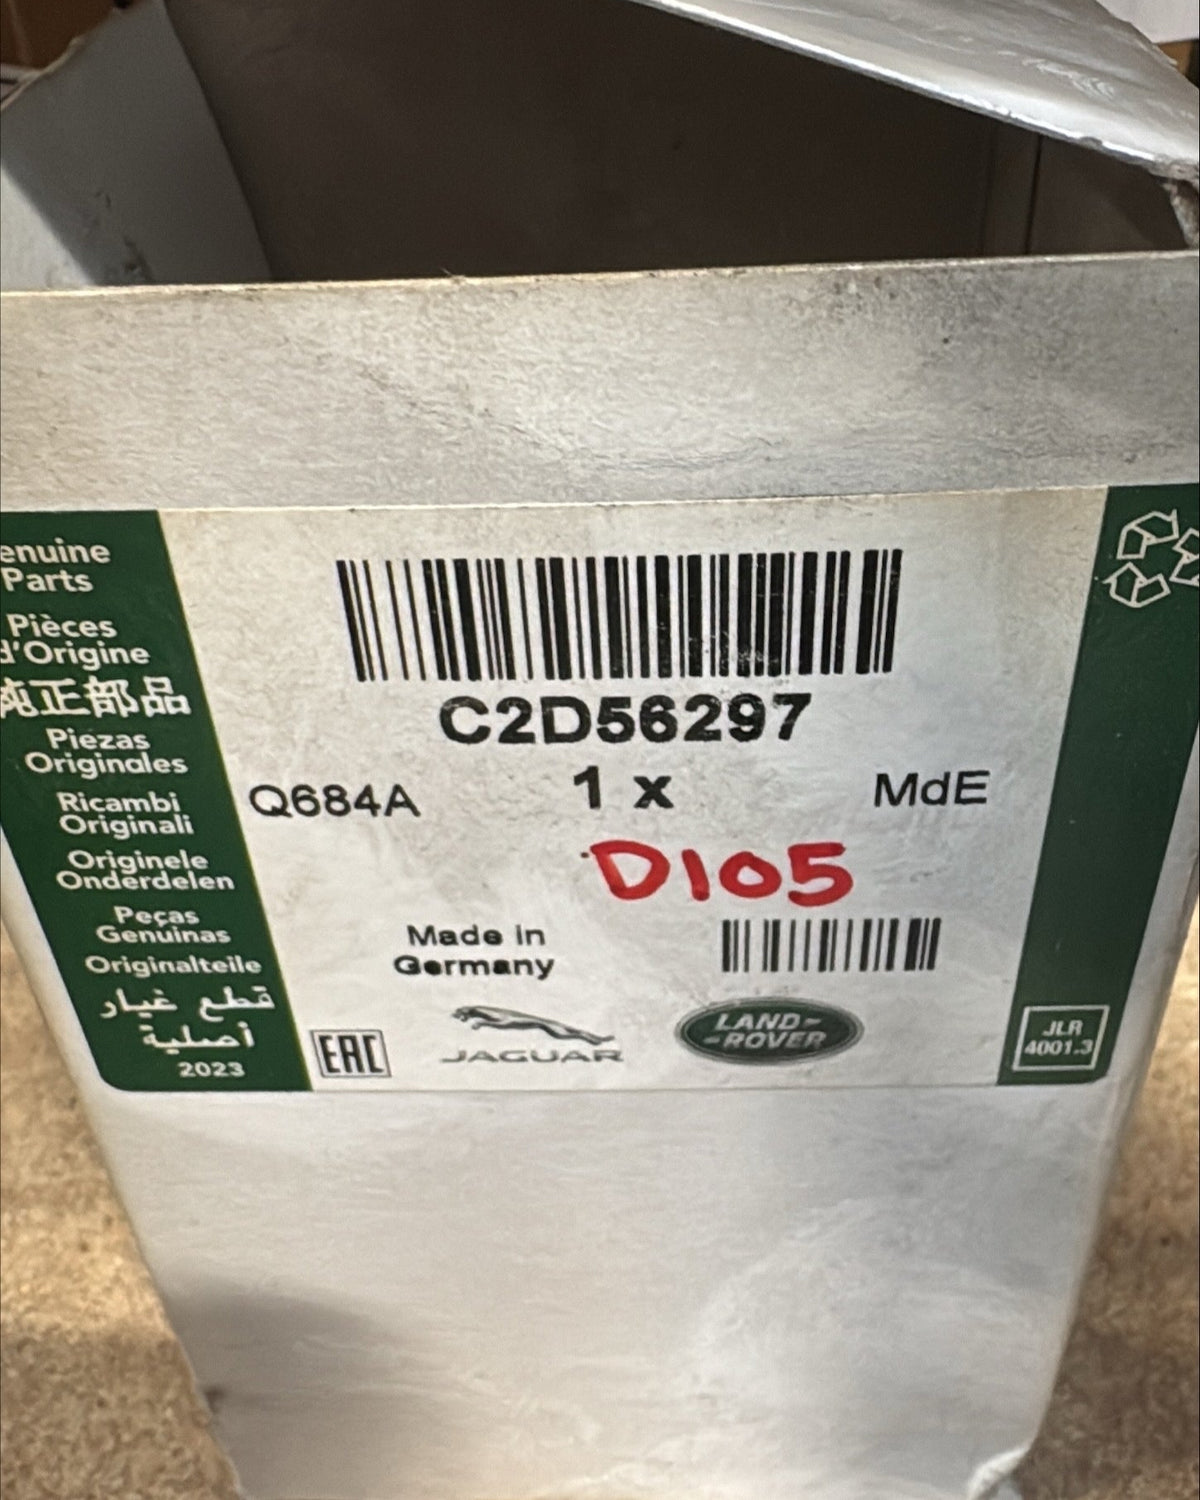 enuine
Parts
Pièces
d'Origine
純正部品
Piezas
Originales
Ricambi
Originali
Originele
Onderdelen
Peças
Genuinas
Originalteile
قطع غيار
أصلية
2023
C2D56297
Q684A 1 x MdE
D105
Made in
Germany
EAC
JAGUAR
LAND
ROVER
JLR
4001.3